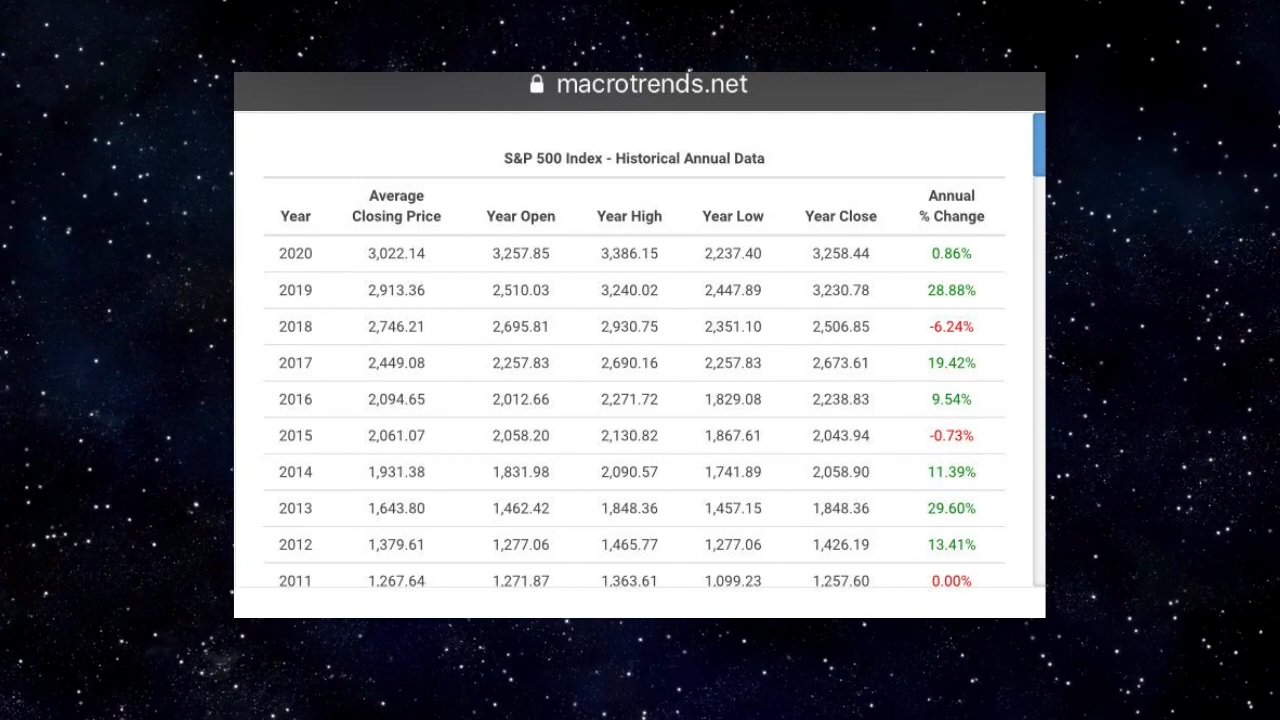 macrotrends.net
S&P 500 Index - Historical Annual Data
Year Average Closing Price Year Open Year High Year Low Year Close Annual % Change
2020 3,022.14 3,257.85 3,386.15 2,237.40 3,258.44 0.86%
2019 2,913.36 2,510.03 3,240.02 2,447.89 3,230.78 28.88%
2018 2,746.21 2,695.81 2,930.75 2,351.10 2,506.85 -6.24%
2017 2,449.08 2,257.83 2,690.16 2,257.83 2,673.61 19.42%
2016 2,094.65 2,012.66 2,271.72 1,829.08 2,238.83 9.54%
2015 2,061.07 2,058.20 2,130.82 1,867.61 2,043.94 -0.73%
2014 1,931.38 1,831.98 2,090.57 1,741.89 2,058.90 11.39%
2013 1,643.80 1,462.42 1,848.36 1,457.15 1,848.36 29.60%
2012 1,379.61 1,277.06 1,465.77 1,277.06 1,426.19 13.41%
2011 1,267.64 1,271.87 1,363.61 1,099.23 1,257.60 0.00%